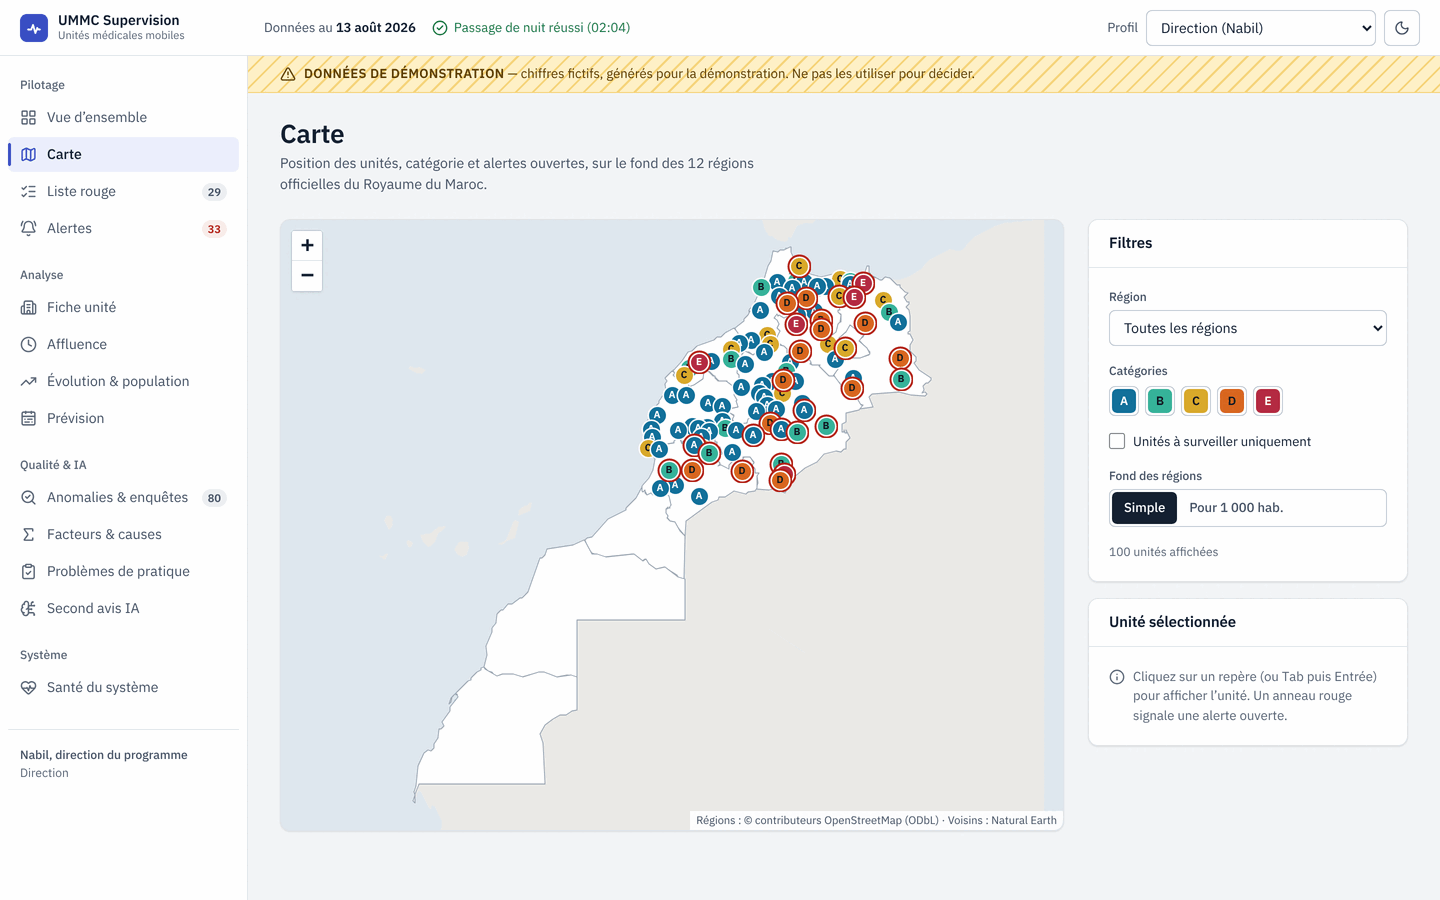 UMMC Supervision
Unités médicales mobiles
Données au 13 août 2026
Passage de nuit réussi (02:04)
Profil
Direction (Nabil)
DONNÉES DE DÉMONSTRATION — chiffres fictifs, générés pour la démonstration. Ne pas les utiliser pour décider.
Pilotage
Vue d’ensemble
Carte
Liste rouge 29
Alertes 33
Analyse
Fiche unité
Affluence
Évolution & population
Prévision
Qualité & IA
Anomalies & enquêtes 80
Facteurs & causes
Problèmes de pratique
Second avis IA
Système
Santé du système
Nabil, direction du programme
Direction
Carte
Position des unités, catégorie et alertes ouvertes, sur le fond des 12 régions
officielles du Royaume du Maroc.
+
−
Régions : © contributeurs OpenStreetMap (ODbL) · Voisins : Natural Earth
Filtres
Région
Toutes les régions
Catégories
A B C D E
Unités à surveiller uniquement
Fond des régions
Simple Pour 1 000 hab.
100 unités affichées
Unité sélectionnée
Cliquez sur un repère (ou Tab puis Entrée)
pour afficher l’unité. Un anneau rouge
signale une alerte ouverte.